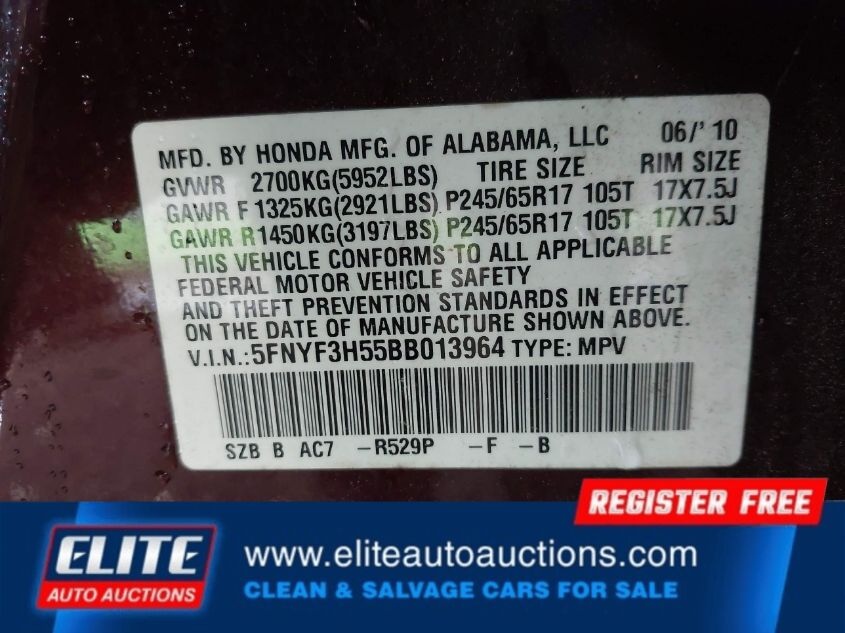 MFD. BY HONDA MFG. OF ALABAMA, LLC 06/'10
GVWR 2700KG(5952LBS) TIRE SIZE RIM SIZE
GAWR F 1325KG(2921LBS) P245/65R17 105T 17X7.5J
GAWR R1450KG(3197LBS) P245/65R17 105T 17X7.5J
THIS VEHICLE CONFORMS TO ALL APPLICABLE
FEDERAL MOTOR VEHICLE SAFETY
AND THEFT PREVENTION STANDARDS IN EFFECT
ON THE DATE OF MANUFACTURE SHOWN ABOVE.
V.I.N.:5FNYF3H55BB013964 TYPE: MPV
SZB B AC7 -R529P -F -B
REGISTER FREE
ELITE
AUTO AUCTIONS
www.eliteautoauctions.com
CLEAN & SALVAGE CARS FOR SALE